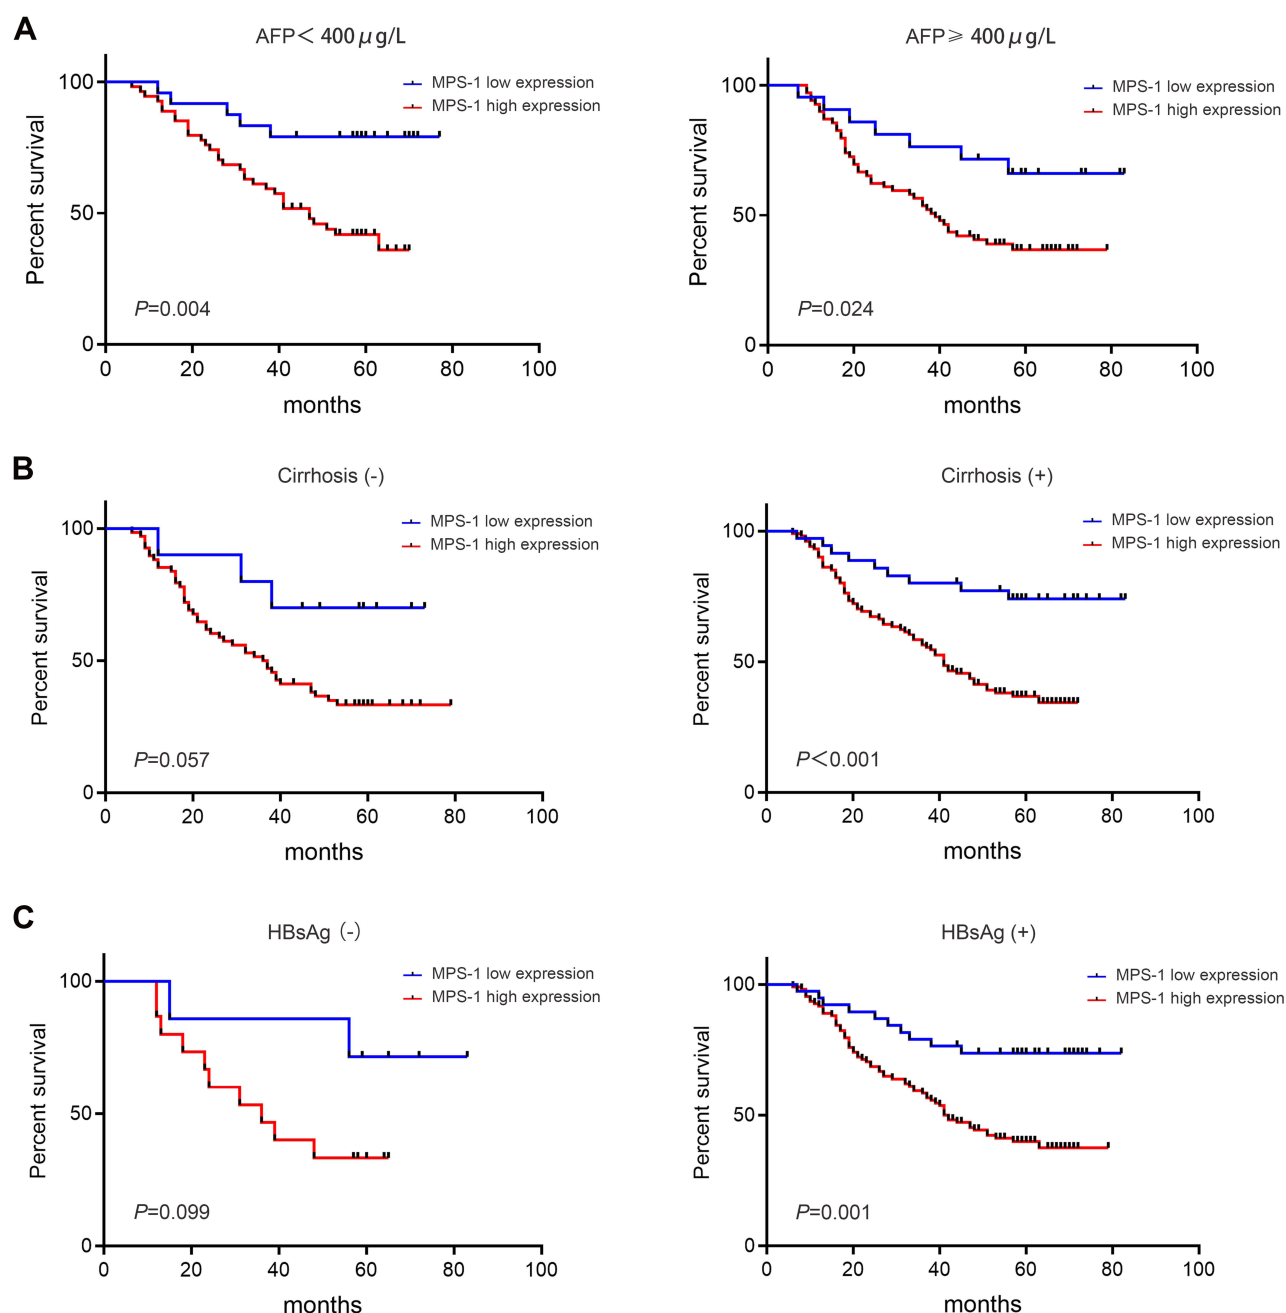 A
AFP< 400μg/L
MPS-1 low expression
MPS-1 high expression
Percent survival
100
50
0
P=0.004
0 20 40 60 80 100
months
AFP⩾ 400μg/L
MPS-1 low expression
MPS-1 high expression
Percent survival
100
50
0
P=0.024
0 20 40 60 80 100
months
B
Cirrhosis (-)
MPS-1 low expression
MPS-1 high expression
Percent survival
100
50
0
P=0.057
0 20 40 60 80 100
months
Cirrhosis (+)
MPS-1 low expression
MPS-1 high expression
Percent survival
100
50
0
P<0.001
0 20 40 60 80 100
months
C
HBsAg (-)
MPS-1 low expression
MPS-1 high expression
Percent survival
100
50
0
P=0.099
0 20 40 60 80 100
months
HBsAg (+)
MPS-1 low expression
MPS-1 high expression
Percent survival
100
50
0
P=0.001
0 20 40 60 80 100
months